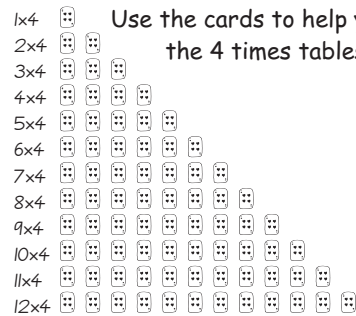 Use the cards to help
the 4 times tables
1x4
2x4
3x4
4x4
5x4
6x4
7x4
8x4
9x4
10x4
11x4
12x4